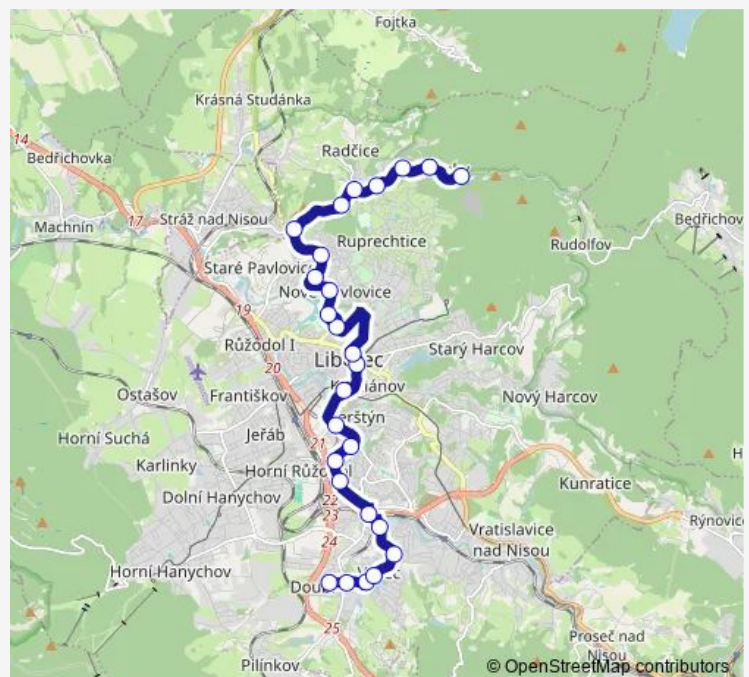 Fojtka
Krásná Studánka
14
Bedřichovka
Radčice
17
Stráž nad Nisou
Machnín
Bedřichov
Ruprechtice
Rudolfov
Staré Pavlovice
19
Růžodol I
Starý Harcov
20
Ostašov
Františkov
Nový Harcov
Horní Suchá
Jeřáb
21
Karlinky
Horní Růžodol
Kunratice
Dolní Hanychov
22
Rýnovice
23
Vratislavice
nad Nisou
24
Horní Hanychov
25
Proseč nad
Nisou
Pilínkov
© OpenStreetMap contributors